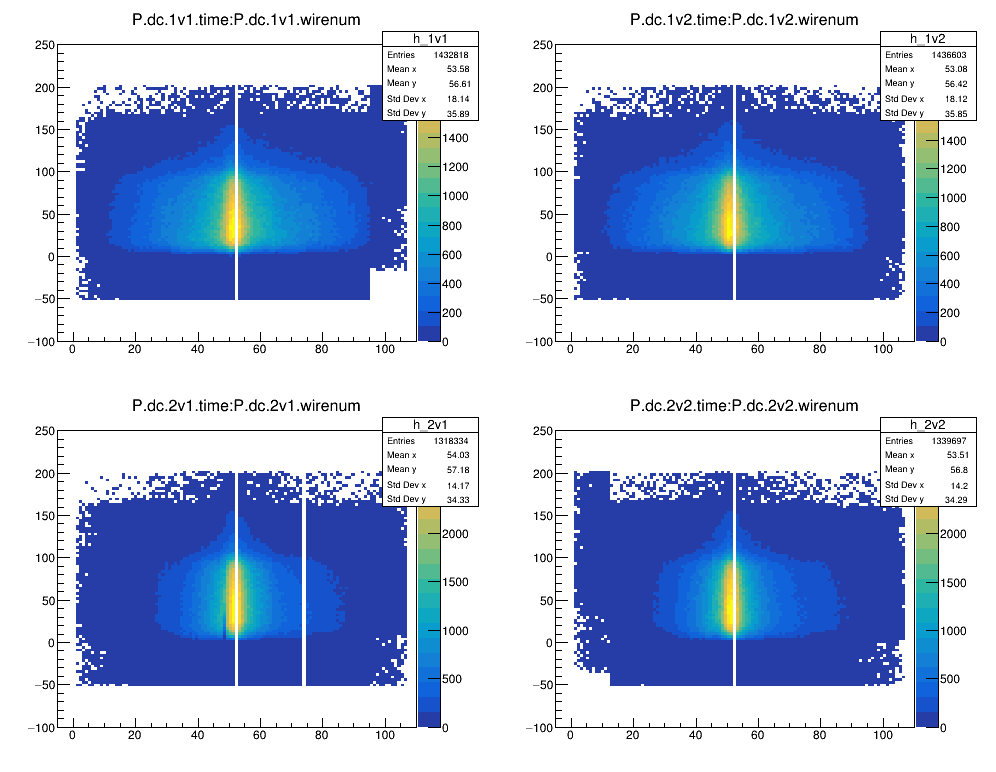 P.dc.1v1.time:P.dc.1v1.wirenum
h_1v1
Entries 1432818
Mean x 53.58
Mean y 56.61
Std Dev x 18.14
Std Dev y 35.89
250
200
150
100
50
0
−50
−100
0 20 40 60 80 100
1400
1200
1000
800
600
400
200
0
P.dc.1v2.time:P.dc.1v2.wirenum
h_1v2
Entries 1436603
Mean x 53.08
Mean y 56.42
Std Dev x 18.12
Std Dev y 35.85
250
200
150
100
50
0
−50
−100
0 20 40 60 80 100
1400
1200
1000
800
600
400
200
0
P.dc.2v1.time:P.dc.2v1.wirenum
h_2v1
Entries 1318334
Mean x 54.03
Mean y 57.18
Std Dev x 14.17
Std Dev y 34.33
250
200
150
100
50
0
−50
−100
0 20 40 60 80 100
2000
1500
1000
500
0
P.dc.2v2.time:P.dc.2v2.wirenum
h_2v2
Entries 1339697
Mean x 53.51
Mean y 56.8
Std Dev x 14.2
Std Dev y 34.29
250
200
150
100
50
0
−50
−100
0 20 40 60 80 100
2000
1500
1000
500
0